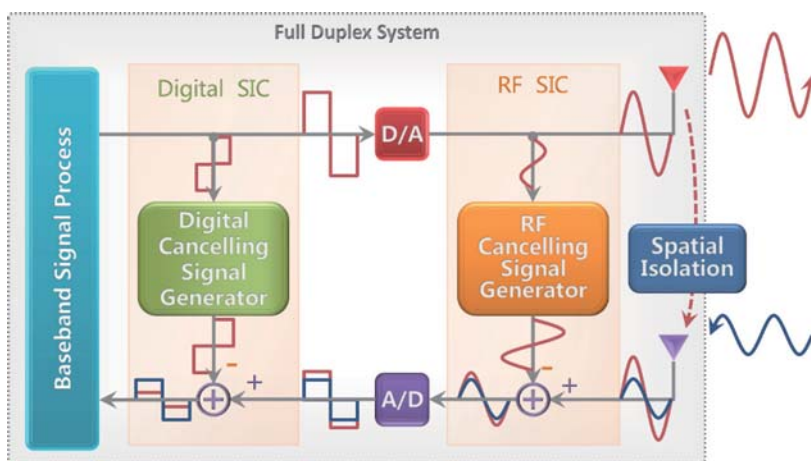 Full Duplex System
Digital SIC
RF SIC
D/A
Baseband Signal Process
Digital
Cancelling
Signal
Generator
RF
Cancelling
Signal
Generator
Spatial
Isolation
-
+
+
A/D
-
+
+